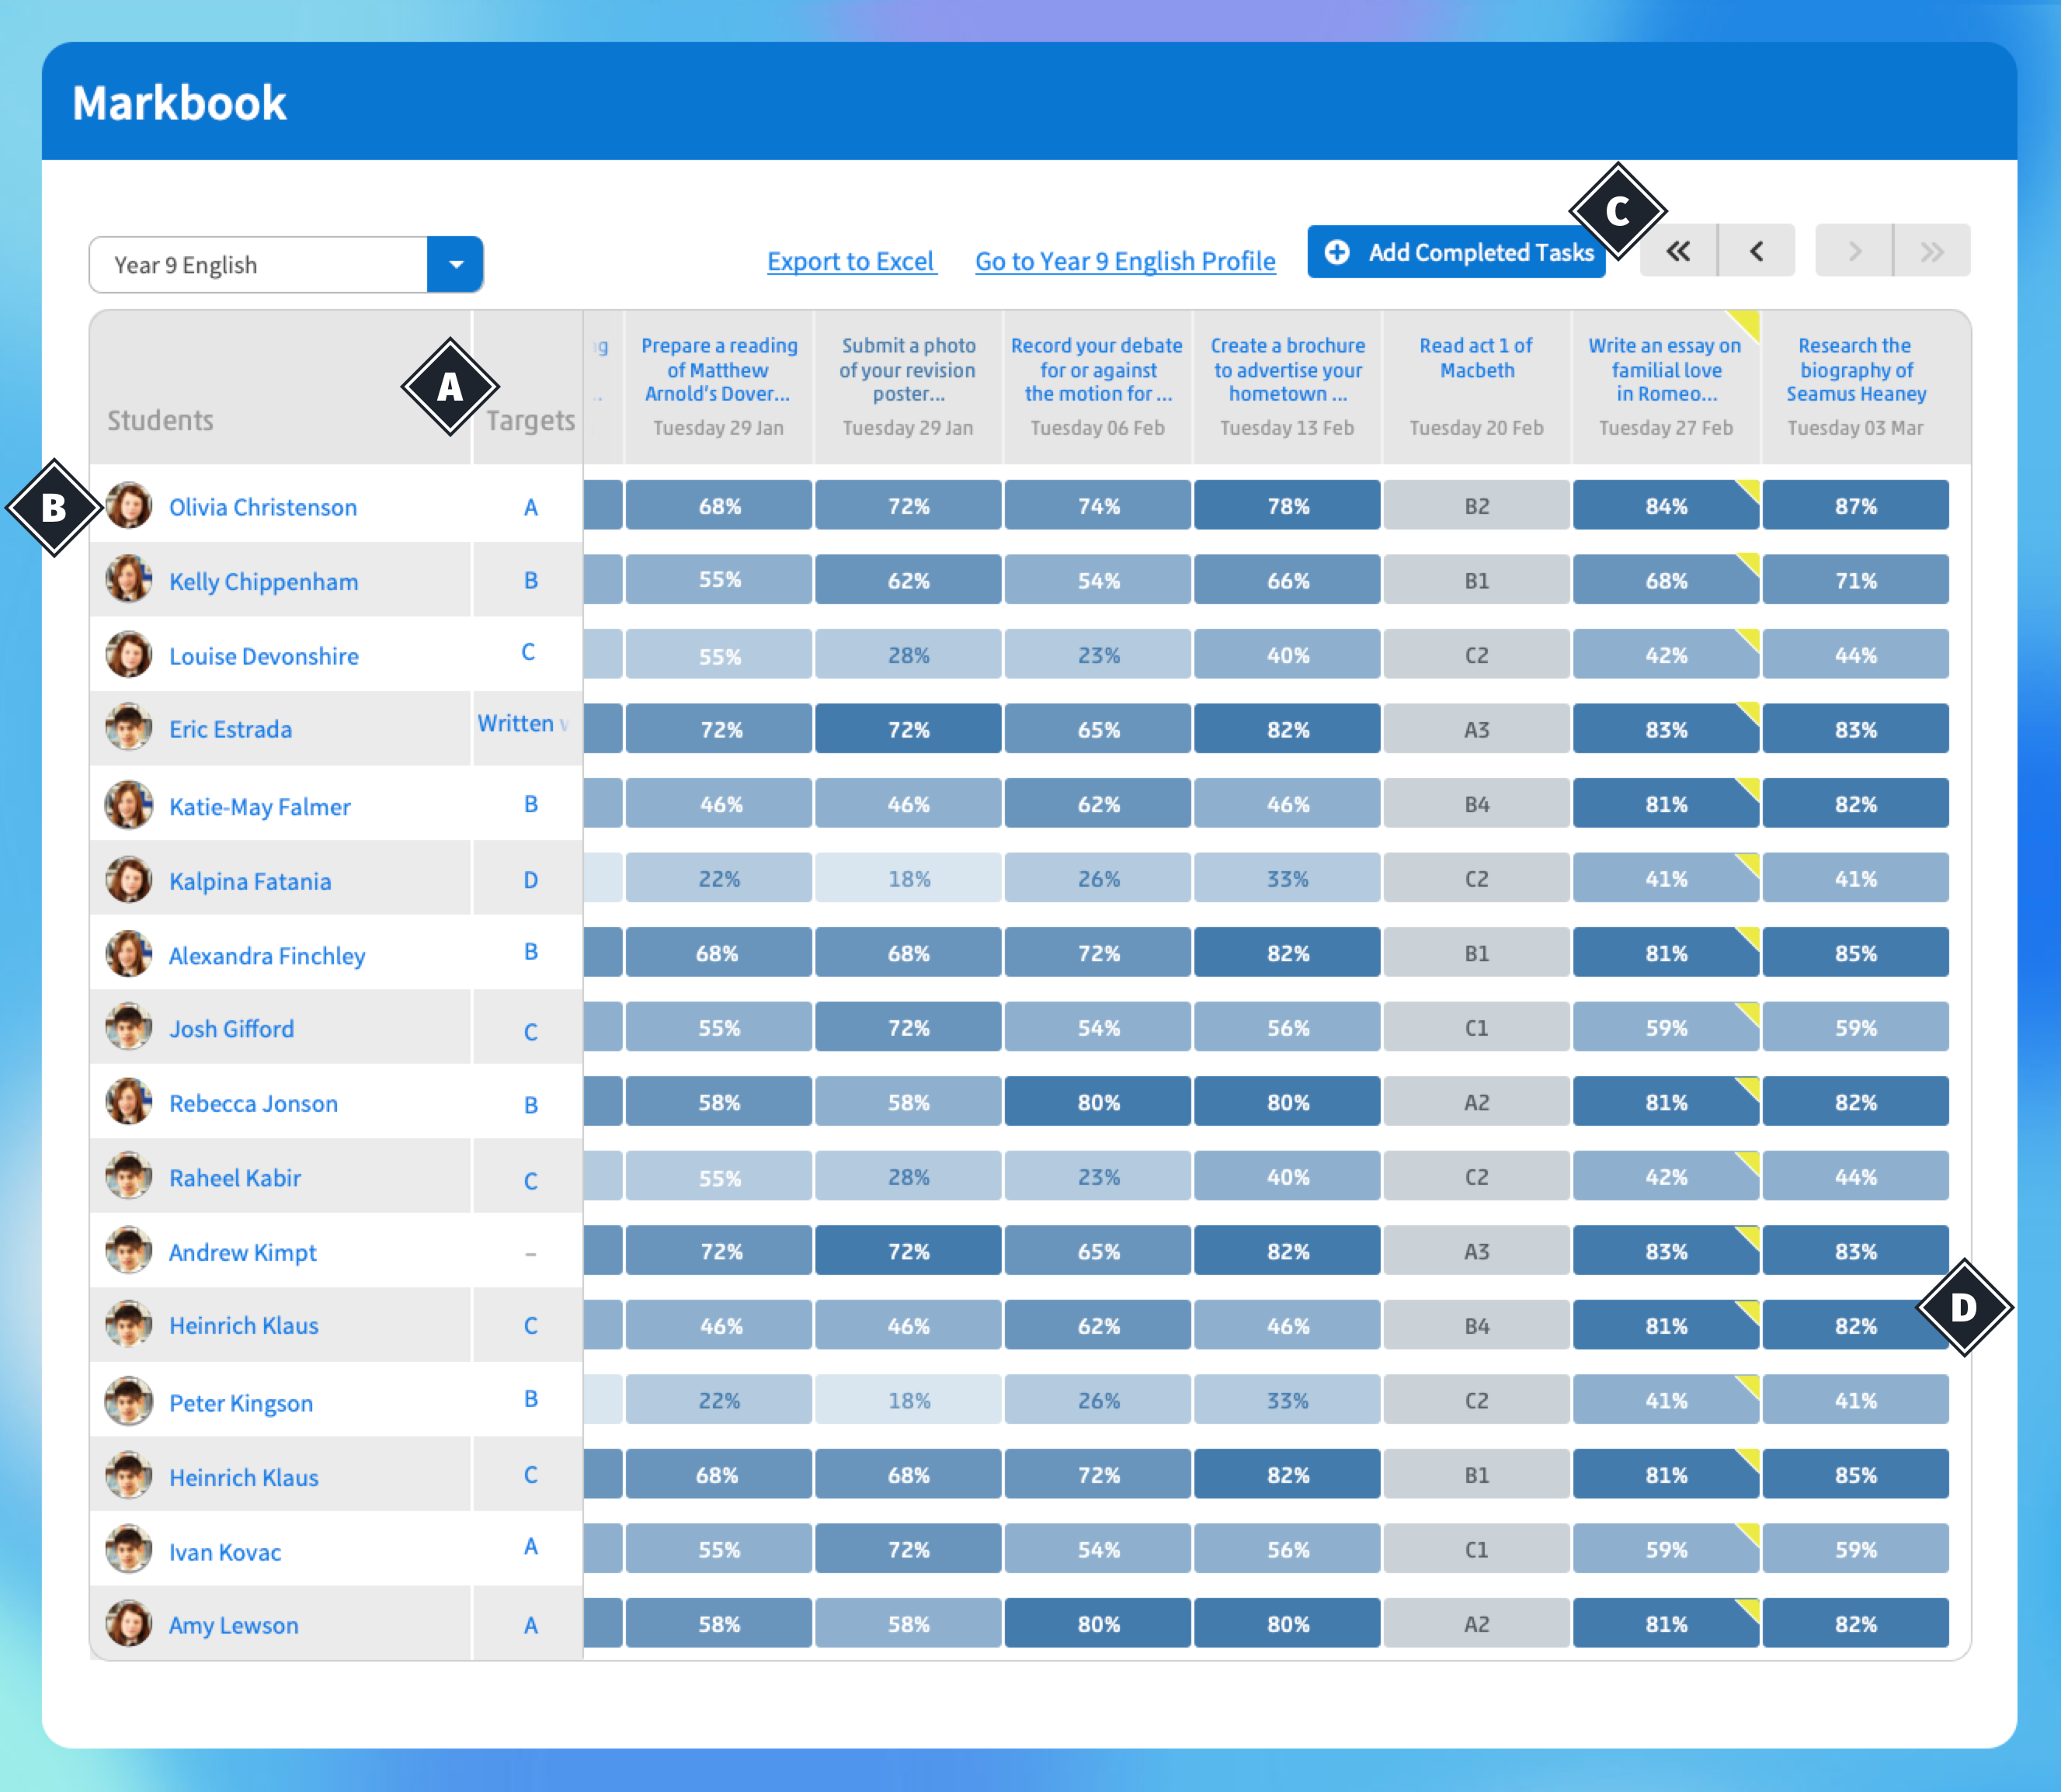 Markbook
C
Year 9 English
Export to Excel
Go to Year 9 English Profile
Add Completed Tasks
A
Students
Targets
ng
...
Prepare a reading
of Matthew
Arnold's Dover...
Tuesday 29 Jan
Submit a photo
of your revision
poster...
Tuesday 29 Jan
Record your debate
for or against
the motion for ...
Tuesday 06 Feb
Create a brochure
to advertise your
hometown ...
Tuesday 13 Feb
Read act 1 of
Macbeth
Tuesday 20 Feb
Write an essay on
familial love
in Romeo...
Tuesday 27 Feb
Research the
biography of
Seamus Heaney
Tuesday 03 Mar
B
Olivia Christenson A 68% 72% 74% 78% B2 84% 87%
Kelly Chippenham B 55% 62% 54% 66% B1 68% 71%
Louise Devonshire C 55% 28% 23% 40% C2 42% 44%
Eric Estrada Written 72% 72% 65% 82% A3 83% 83%
Katie-May Falmer B 46% 46% 62% 46% B4 81% 82%
Kalpina Fatania D 22% 18% 26% 33% C2 41% 41%
Alexandra Finchley B 68% 68% 72% 82% B1 81% 85%
Josh Gifford C 55% 72% 54% 56% C1 59% 59%
Rebecca Jonson B 58% 58% 80% 80% A2 81% 82%
Raheel Kabir C 55% 28% 23% 40% C2 42% 44%
Andrew Kimpt – 72% 72% 65% 82% A3 83% 83%
Heinrich Klaus C 46% 46% 62% 46% B4 81% 82%
D
Peter Kingson B 22% 18% 26% 33% C2 41% 41%
Heinrich Klaus C 68% 68% 72% 82% B1 81% 85%
Ivan Kovac A 55% 72% 54% 56% C1 59% 59%
Amy Lewson A 58% 58% 80% 80% A2 81% 82%